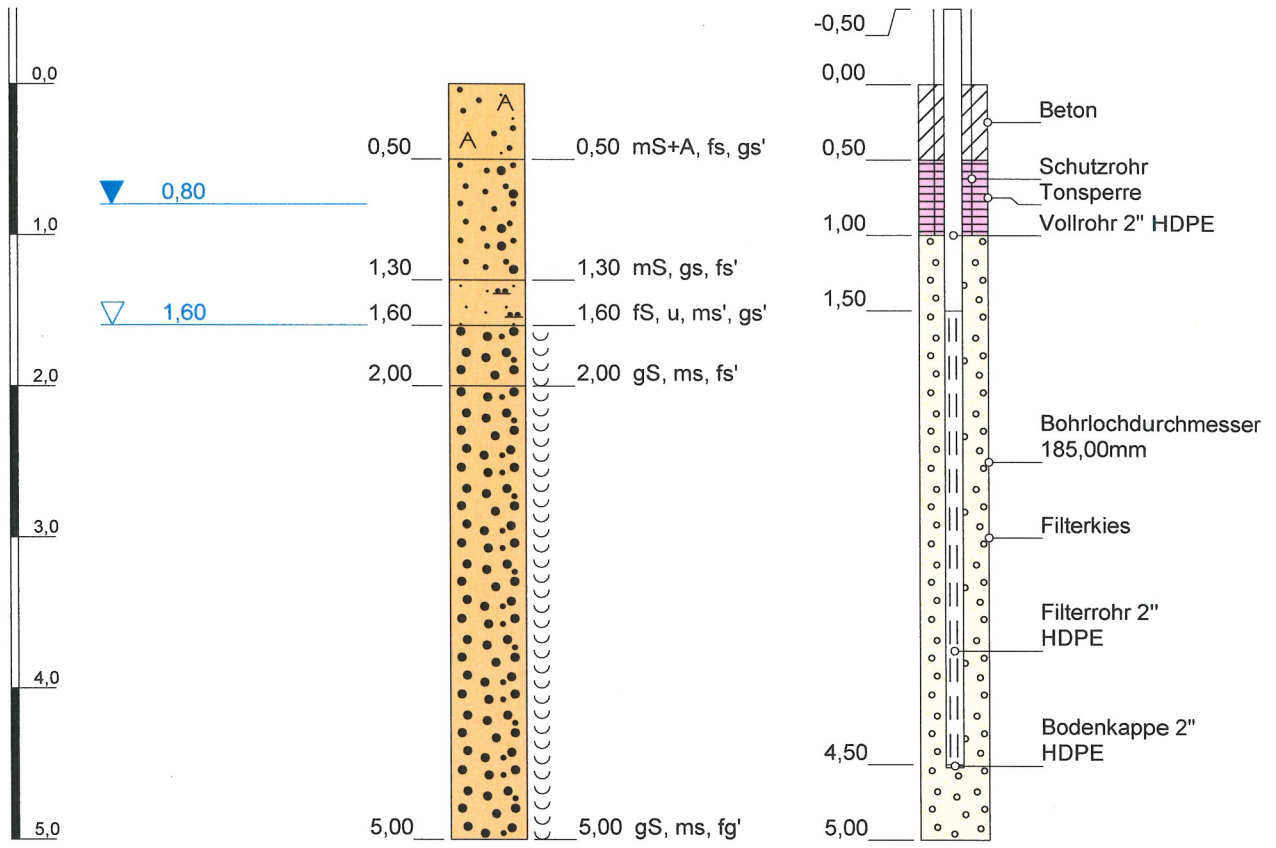 -0,50
0,0
0,00
Beton
0,50
0,50 mS+A, fs, gs'
0,50
Schutzrohr
0,80
Tonsperre
1,0
1,00
Vollrohr 2" HDPE
1,30
1,30 mS, gs, fs'
1,50
1,60
1,60
1,60 fS, u, ms', gs'
2,0
2,00
2,00 gS, ms, fs'
Bohrlochdurchmesser
185,00mm
3,0
Filterkies
Filterrohr 2"
HDPE
4,0
Bodenkappe 2"
HDPE
4,50
5,0
5,00
5,00 gS, ms, fg'
5,00
A
A